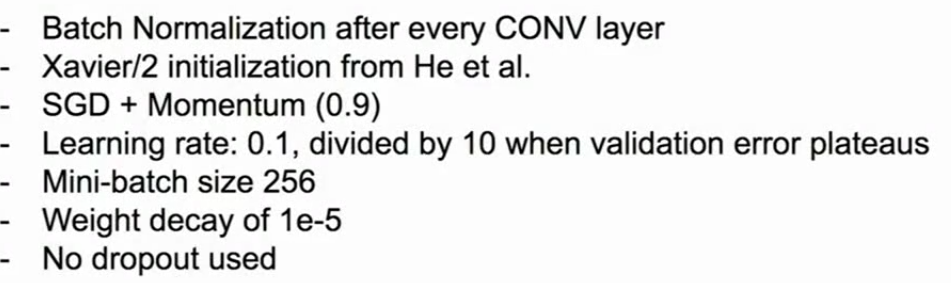 - Batch Normalization after every CONV layer
- Xavier/2 initialization from He et al.
- SGD + Momentum (0.9)
- Learning rate: 0.1, divided by 10 when validation error plateaus
- Mini-batch size 256
- Weight decay of 1e-5
- No dropout used